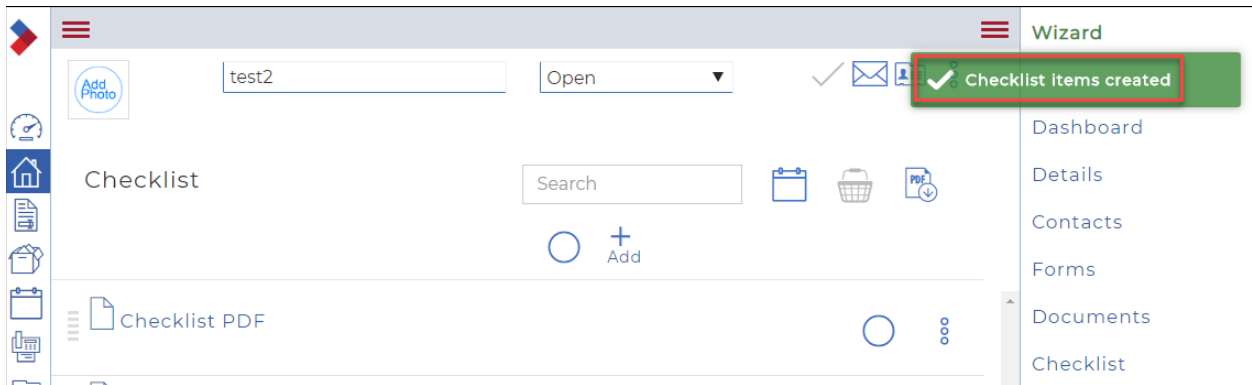 Wizard
Add
Photo
test2
Open
Checklist items created
Dashboard
Checklist
Search
PDF
Details
Contacts
Add
Forms
Checklist PDF
Documents
Checklist